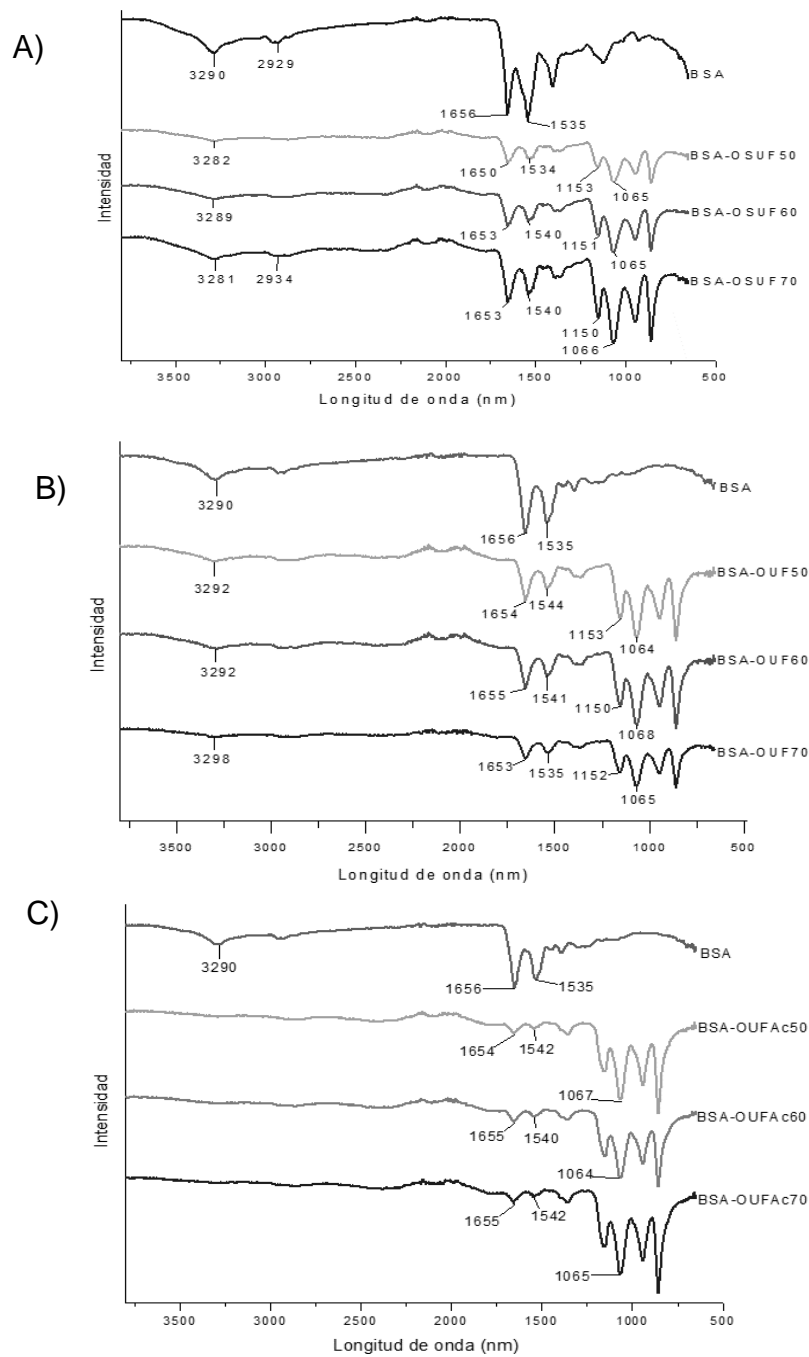 A)
3290
2929
1656
1535
BSA
3282
1650
1534
1153
1065
BSA-OSUF50
3289
1653
1540
1151
1065
BSA-OSUF60
3281
2934
1653
1540
1150
1066
BSA-OSUF70
Intensidad
3500 3000 2500 2000 1500 1000 500
Longitud de onda (nm)
B)
3290
1656
1535
BSA
3292
1654
1544
1153
1064
BSA-OUF50
3292
1655
1541
1150
1068
BSA-OUF60
3298
1653
1535
1152
1065
BSA-OUF70
Intensidad
3500 3000 2500 2000 1500 1000 500
Longitud de onda (nm)
C)
3290
1656
1535
BSA
1654
1542
1067
BSA-OUFAc50
1655
1540
1064
BSA-OUFAc60
1655
1542
1065
BSA-OUFAc70
Intensidad
3500 3000 2500 2000 1500 1000 500
Longitud de onda (nm)